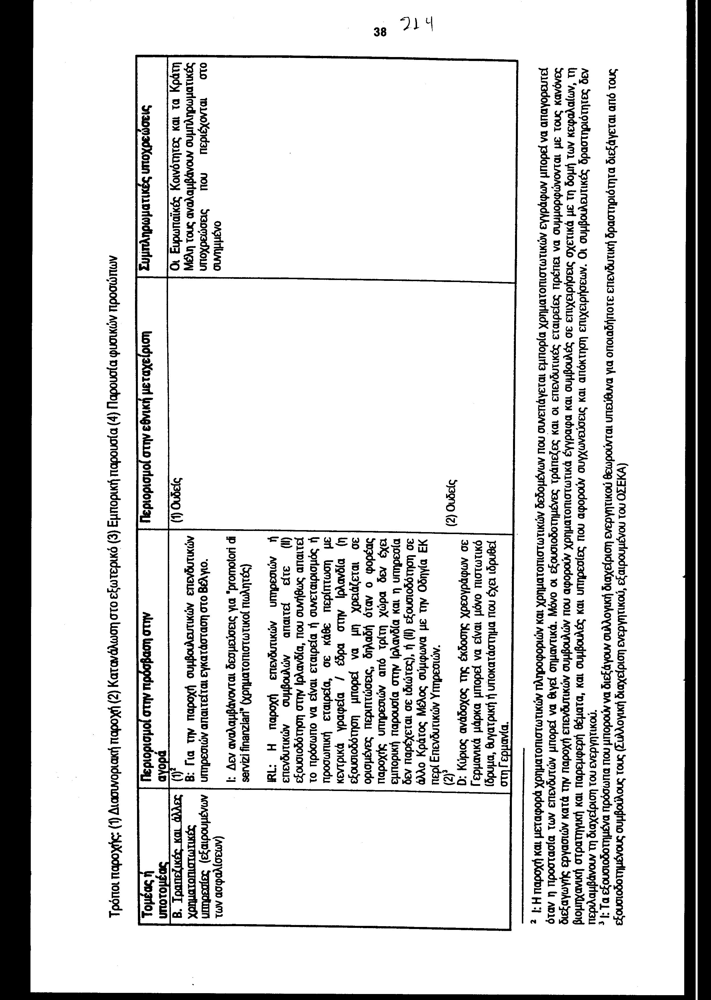 38
214
Τρόποι παροχής: (1) Διασυνοριακή παροχή (2) Κατανάλωση στο εξωτερικό (3) Εμπορική παρουσία (4) Παρουσία φυσικών προσώπων
Τομέας ή
υποτομέας
Περιορισμοί στην πρόσβαση στην
αγορά
Περιορισμοί στην εθνική μεταχείριση
Συμπληρωματικές υποχρεώσεις
Β. Τραπεζικές και άλλες
χρηματοπιστωτικές
υπηρεσίες (εξαιρουμένων
των ασφαλίσεων)
(1)²
Β: Για την παροχή συμβουλευτικών επενδυτικών
υπηρεσιών απαιτείται εγκατάσταση στο Βέλγιο.
Ι: Δεν αναλαμβάνονται δεσμεύσεις για "promotori di
servizi finanziari" (χρηματοπιστωτικοί πωλητές)
IRL: Η παροχή επενδυτικών υπηρεσιών ή
επενδυτικών συμβουλών απαιτεί είτε (ΙΙ)
εξουσιοδότηση στην Ιρλανδία, που συνήθως απαιτεί
το πρόσωπο να είναι εταιρεία ή συνεταιρισμός ή
προσωπική εταιρεία, σε κάθε περίπτωση με
κεντρικά γραφεία / έδρα στην Ιρλανδία (η
εξουσιοδότηση μπορεί να μη χρειάζεται σε
ορισμένες περιπτώσεις, δηλαδή όταν ο φορέας
παροχής υπηρεσιών από τρίτη χώρα δεν έχει
εμπορική παρουσία στην Ιρλανδία και η υπηρεσία
δεν παρέχεται σε ιδιώτες), ή (ΙΙ) εξουσιοδότηση σε
άλλο Κράτος Μέλος σύμφωνα με την Οδηγία ΕΚ
περί Επενδυτικών Υπηρεσιών.
(2)³
D: Κύριος ανάδοχος της έκδοσης χρεογράφων σε
Γερμανικά μάρκα μπορεί να είναι μόνο πιστωτικό
ίδρυμα, θυγατρική ή υποκατάστημα που έχει ιδρυθεί
στη Γερμανία.
(1) Ουδείς
(2) Ουδείς
Οι Ευρωπαϊκές Κοινότητες και τα Κράτη
Μέλη τους αναλαμβάνουν συμπληρωματικές
υποχρεώσεις που περιέχονται στο
συνημμένο
² Ι: Η παροχή και μεταφορά χρηματοπιστωτικών πληροφοριών και χρηματοπιστωτικών δεδομένων που συνεπάγεται εμπορία χρηματοπιστωτικών εγγράφων μπορεί να απαγορευτεί
όταν η προστασία των επενδυτών μπορεί να θιγεί σημαντικά. Μόνο οι εξουσιοδοτημένες τράπεζες και οι επενδυτικές εταιρείες πρέπει να συμμορφώνονται με τους κανόνες
διεξαγωγής εργασιών κατά την παροχή επενδυτικών συμβουλών που αφορούν χρηματοπιστωτικά έγγραφα και συμβουλές σε επιχειρήσεις σχετικά με τη δομή των κεφαλαίων, τη
βιομηχανική στρατηγική και παρεμφερή θέματα, και συμβουλές και υπηρεσίες που αφορούν συγχωνεύσεις και απόκτηση επιχειρήσεων. Οι συμβουλευτικές δραστηριότητες δεν
περιλαμβάνουν τη διαχείριση του ενεργητικού.
³ Ι: Τα εξουσιοδοτημένα πρόσωπα που μπορούν να διεξάγουν συλλογική διαχείριση ενεργητικού θεωρούνται υπεύθυνα για οποιαδήποτε επενδυτική δραστηριότητα διεξάγεται από τους
εξουσιοδοτημένους συμβούλους τους (Συλλογική διαχείριση ενεργητικού, εξαιρουμένου του ΟΣΕΚΑ)